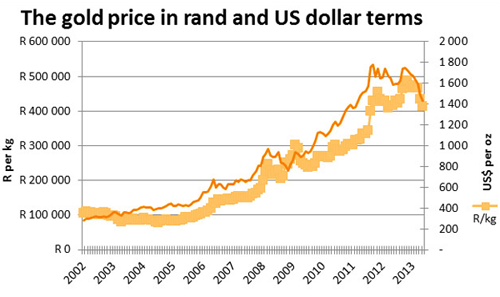 The gold price in rand and US dollar terms
R 600 000
R 500 000
R 400 000
R 300 000
R 200 000
R 100 000
R 0
R per kg
2 000
1 800
1 600
1 400
1 200
1 000
800
600
400
200
-
US$ per oz
R/kg
2002
2003
2004
2005
2006
2007
2008
2009
2010
2011
2012
2013